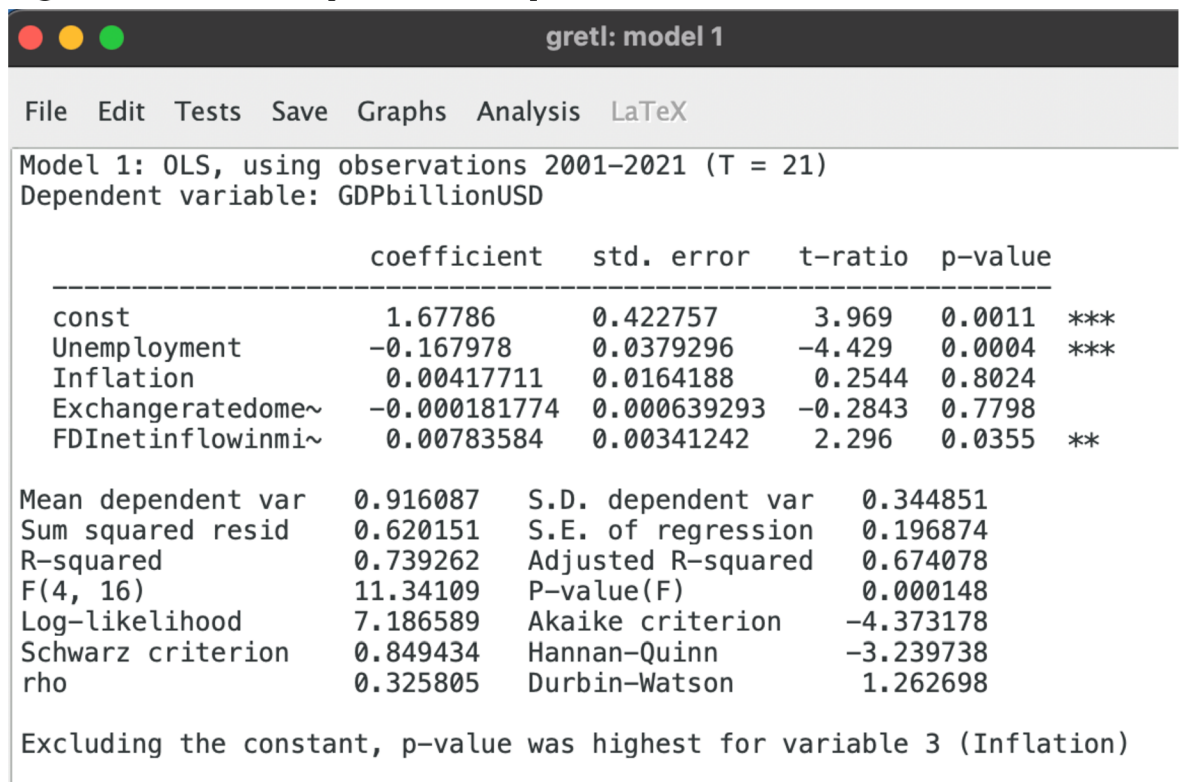 gretl: model 1
File Edit Tests Save Graphs Analysis LaTeX
Model 1: OLS, using observations 2001-2021 (T = 21)
Dependent variable: GDPbillionUSD
coefficient std. error t-ratio p-value
const 1.67786 0.422757 3.969 0.0011 ***
Unemployment −0.167978 0.0379296 −4.429 0.0004 ***
Inflation 0.00417711 0.0164188 0.2544 0.8024
Exchangeratedome~ −0.000181774 0.000639293 −0.2843 0.7798
FDInetinflowinmi~ 0.00783584 0.00341242 2.296 0.0355 **
Mean dependent var 0.916087 S.D. dependent var 0.344851
Sum squared resid 0.620151 S.E. of regression 0.196874
R-squared 0.739262 Adjusted R-squared 0.674078
F(4, 16) 11.34109 P-value(F) 0.000148
Log-likelihood 7.186589 Akaike criterion −4.373178
Schwarz criterion 0.849434 Hannan-Quinn −3.239738
rho 0.325805 Durbin-Watson 1.262698
Excluding the constant, p-value was highest for variable 3 (Inflation)